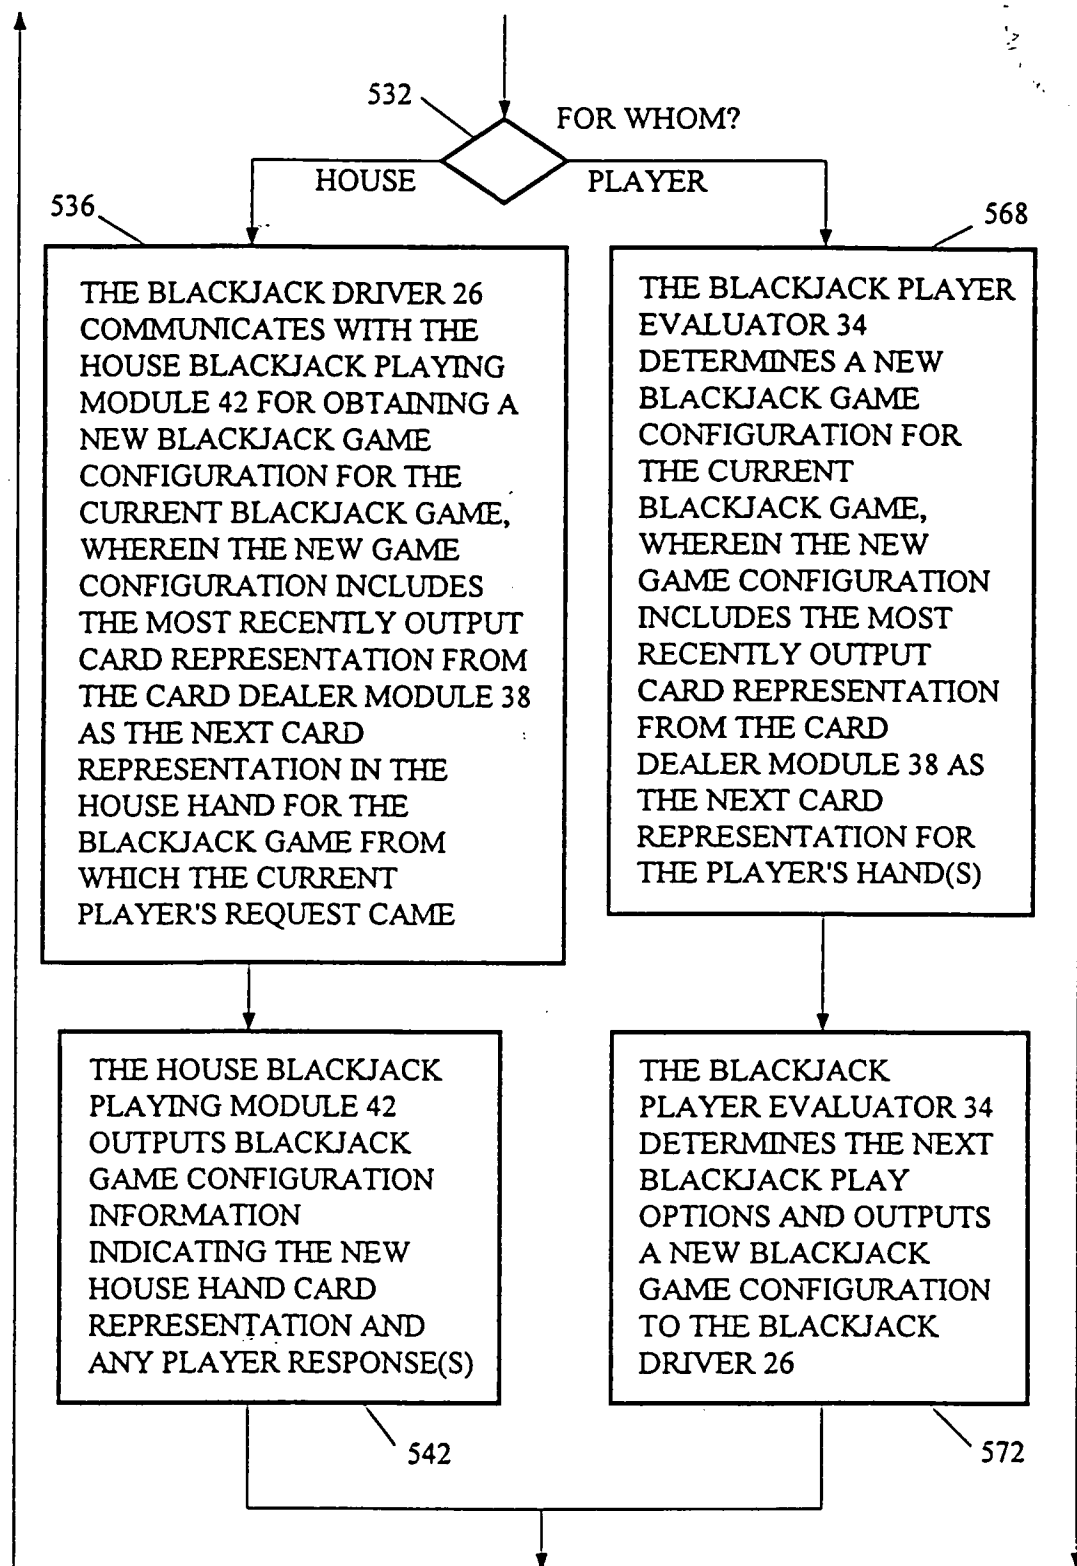 532
FOR WHOM?
HOUSE
PLAYER
536
568
THE BLACKJACK DRIVER 26
COMMUNICATES WITH THE
HOUSE BLACKJACK PLAYING
MODULE 42 FOR OBTAINING A
NEW BLACKJACK GAME
CONFIGURATION FOR THE
CURRENT BLACKJACK GAME,
WHEREIN THE NEW GAME
CONFIGURATION INCLUDES
THE MOST RECENTLY OUTPUT
CARD REPRESENTATION FROM
THE CARD DEALER MODULE 38
AS THE NEXT CARD
REPRESENTATION IN THE
HOUSE HAND FOR THE
BLACKJACK GAME FROM
WHICH THE CURRENT
PLAYER'S REQUEST CAME
THE BLACKJACK PLAYER
EVALUATOR 34
DETERMINES A NEW
BLACKJACK GAME
CONFIGURATION FOR
THE CURRENT
BLACKJACK GAME,
WHEREIN THE NEW
GAME CONFIGURATION
INCLUDES THE MOST
RECENTLY OUTPUT
CARD REPRESENTATION
FROM THE CARD
DEALER MODULE 38 AS
THE NEXT CARD
REPRESENTATION FOR
THE PLAYER'S HAND(S)
THE HOUSE BLACKJACK
PLAYING MODULE 42
OUTPUTS BLACKJACK
GAME CONFIGURATION
INFORMATION
INDICATING THE NEW
HOUSE HAND CARD
REPRESENTATION AND
ANY PLAYER RESPONSE(S)
542
THE BLACKJACK
PLAYER EVALUATOR 34
DETERMINES THE NEXT
BLACKJACK PLAY
OPTIONS AND OUTPUTS
A NEW BLACKJACK
GAME CONFIGURATION
TO THE BLACKJACK
DRIVER 26
572